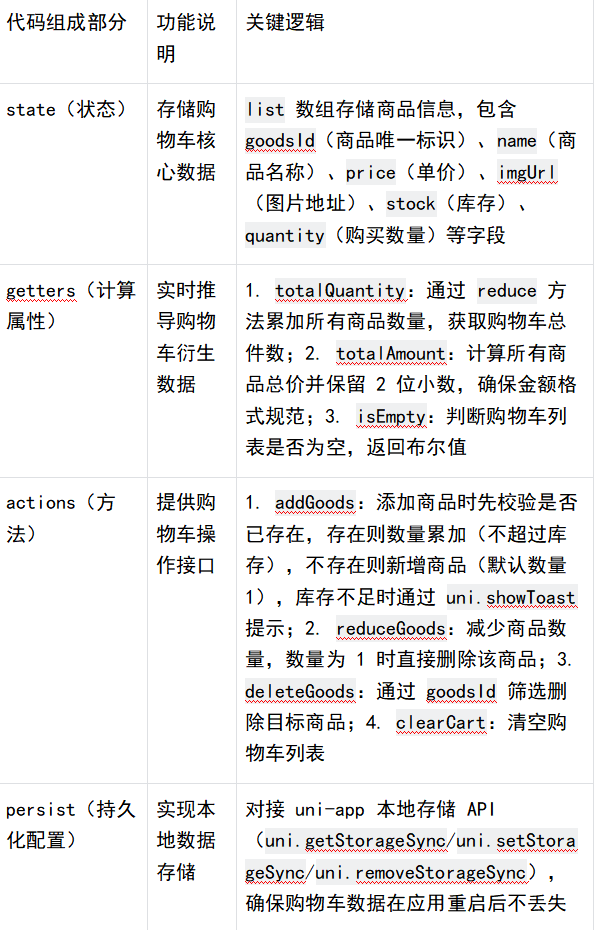 代码组成部分
功能说
明
关键逻辑
state（状态）
存储购
物车核
心数据
list 数组存储商品信息，包含
goodsId（商品唯一标识）、name（商
品名称）、price（单价）、imgUrl
（图片地址）、stock（库存）、
quantity（购买数量）等字段
getters（计算
属性）
实时推
导购物
车衍生
数据
1. totalQuantity：通过 reduce 方
法累加所有商品数量，获取购物车总
件数；2. totalAmount：计算所有商
品总价并保留 2 位小数，确保金额格
式规范；3. isEmpty：判断购物车列
表是否为空，返回布尔值
actions（方
法）
提供购
物车操
作接口
1. addGoods：添加商品时先校验是否
已存在，存在则数量累加（不超过库
存），不存在则新增商品（默认数量
1），库存不足时通过 uni.showToast
提示；2. reduceGoods：减少商品数
量，数量为 1 时直接删除该商品；3.
deleteGoods：通过 goodsId 筛选删
除目标商品；4. clearCart：清空购
物车列表
persist（持久
化配置）
实现本
地数据
存储
对接 uni-app 本地存储 API
（uni.getStorageSync/uni.setStora
geSync/uni.removeStorageSync），
确保购物车数据在应用重启后不丢失